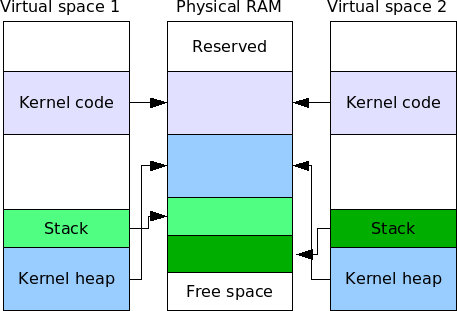 Virtual space 1
Physical RAM
Virtual space 2
Reserved
Kernel code
Kernel code
Stack
Stack
Kernel heap
Free space
Kernel heap